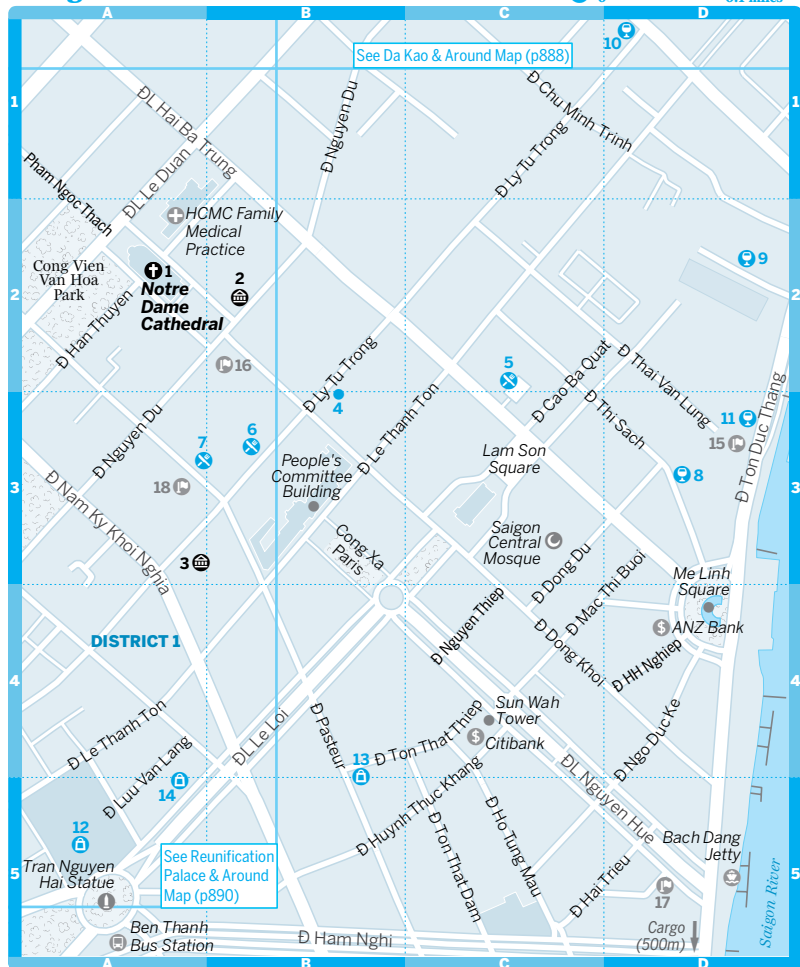 A
B
C
D
10
See Da Kao & Around Map (p888)
1
1
ĐL Hai Ba Trung
Đ Nguyen Du
Đ Chu Minh Trinh
Đ Ly Tu Trong
Pham Ngoc Thach
ĐL Le Duan
HCMC Family
Medical
Practice
Cong Vien
Van Hoa
Park
1
Notre
Dame
Cathedral
2
9
2
2
Đ Han Thuyen
16
Đ Ly Tu Trong
4
5
Đ Cao Ba Quat
Đ Thai Van Lung
Đ Thi Sach
11
15
Đ Ton Duc Thang
Đ Nguyen Du
7
6
Đ Le Thanh Ton
People's
Committee
Building
Lam Son
Square
8
3
3
18
Đ Nam Ky Khoi Nghia
Saigon
Central
Mosque
Cong Xa
Paris
3
Đ Dong Du
Đ Mac Thi Buoi
Me Linh
Square
ANZ Bank
DISTRICT 1
Đ Nguyen Thiep
Đ Dong Khoi
Đ HH Nghiep
4
4
Đ Le Thanh Ton
ĐL Le Loi
Đ Pasteur
Sun Wah
Tower
Citibank
Đ Ton That Thiep
Đ Ngo Duc Ke
Đ Luu Van Lang
14
13
ĐL Nguyen Hue
Đ Huynh Thuc Khang
Đ Ho Tung Mau
Đ Ton That Dam
12
Tran Nguyen
Hai Statue
See Reunification
Palace & Around
Map (p890)
Bach Dang
Jetty
5
5
Đ Hai Trieu
17
Saigon River
Cargo
(500m)
Ben Thanh
Bus Station
Đ Ham Nghi
A
B
C
D